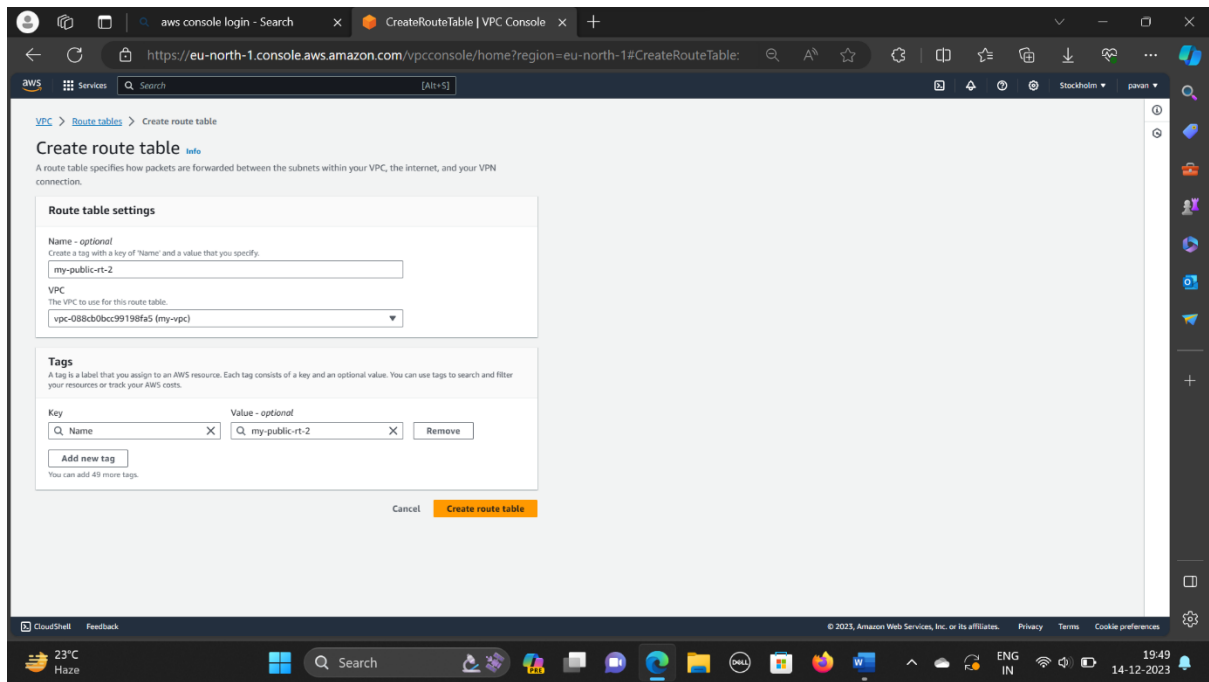 aws console login - Search
CreateRouteTable | VPC Console
https://eu-north-1.console.aws.amazon.com/vpcconsole/home?region=eu-north-1#CreateRouteTable:
aws
Services
Search
[Alt+S]
Stockholm
pavan
VPC > Route tables > Create route table
Create route table Info
A route table specifies how packets are forwarded between the subnets within your VPC, the internet, and your VPN
connection.
Route table settings
Name - optional
Create a tag with a key of 'Name' and a value that you specify.
my-public-rt-2
VPC
The VPC to use for this route table.
vpc-088cb0bcc99198fa5 (my-vpc)
Tags
A tag is a label that you assign to an AWS resource. Each tag consists of a key and an optional value. You can use tags to search and filter
your resources or track your AWS costs.
Key
Value - optional
Name
my-public-rt-2
Remove
Add new tag
You can add 49 more tags.
Cancel
Create route table
CloudShell
Feedback
© 2023, Amazon Web Services, Inc. or its affiliates.
Privacy
Terms
Cookie preferences
23°C
Haze
Search
PRE
DELL
ENG
IN
19:49
14-12-2023